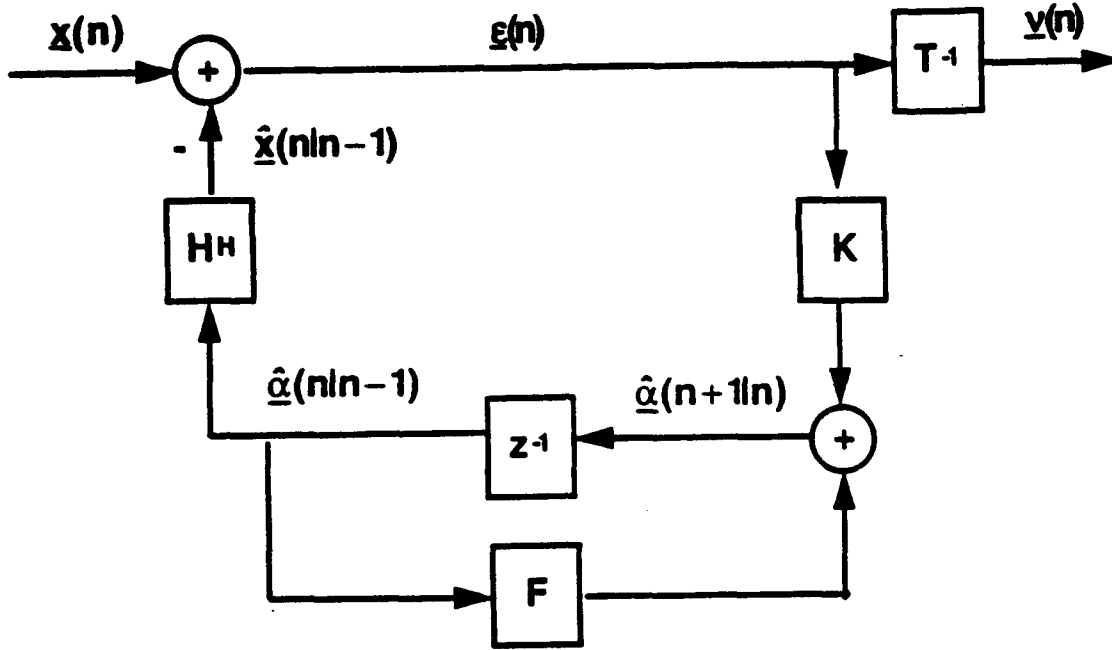 x(n)
ε(n)
T⁻¹
ν(n)
+
- x̂(n|n−1)
Hᴴ
K
α̂(n|n−1)
α̂(n+1|n)
z⁻¹
+
F